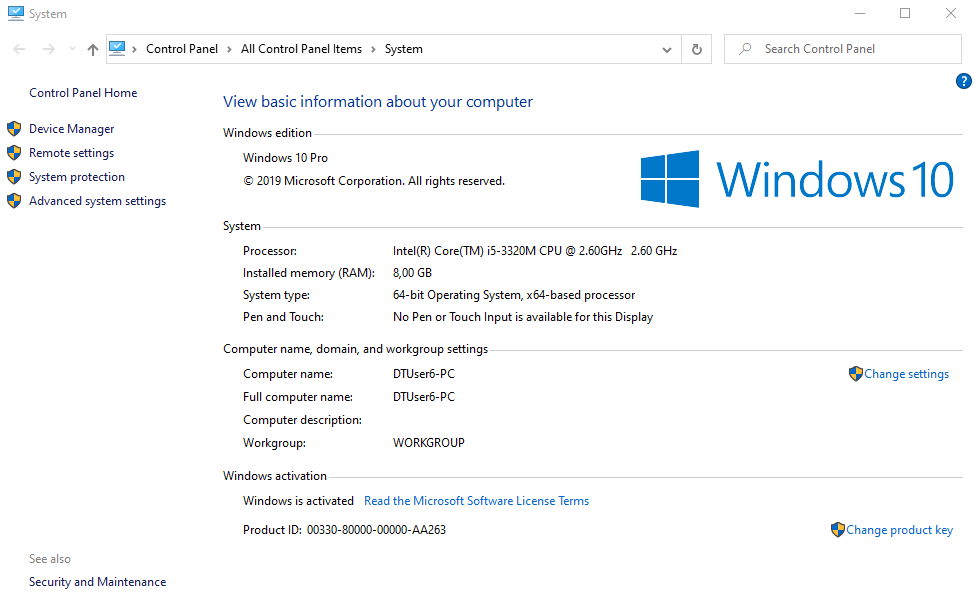 System
Control Panel > All Control Panel Items > System
Search Control Panel
?
Control Panel Home
Device Manager
Remote settings
System protection
Advanced system settings
See also
Security and Maintenance
View basic information about your computer
Windows edition
Windows 10 Pro
© 2019 Microsoft Corporation. All rights reserved.
Windows 10
System
Processor: Intel(R) Core(TM) i5-3320M CPU @ 2.60GHz 2.60 GHz
Installed memory (RAM): 8,00 GB
System type: 64-bit Operating System, x64-based processor
Pen and Touch: No Pen or Touch Input is available for this Display
Computer name, domain, and workgroup settings
Computer name: DTUser6-PC
Change settings
Full computer name: DTUser6-PC
Computer description:
Workgroup: WORKGROUP
Windows activation
Windows is activated Read the Microsoft Software License Terms
Product ID: 00330-80000-00000-AA263
Change product key